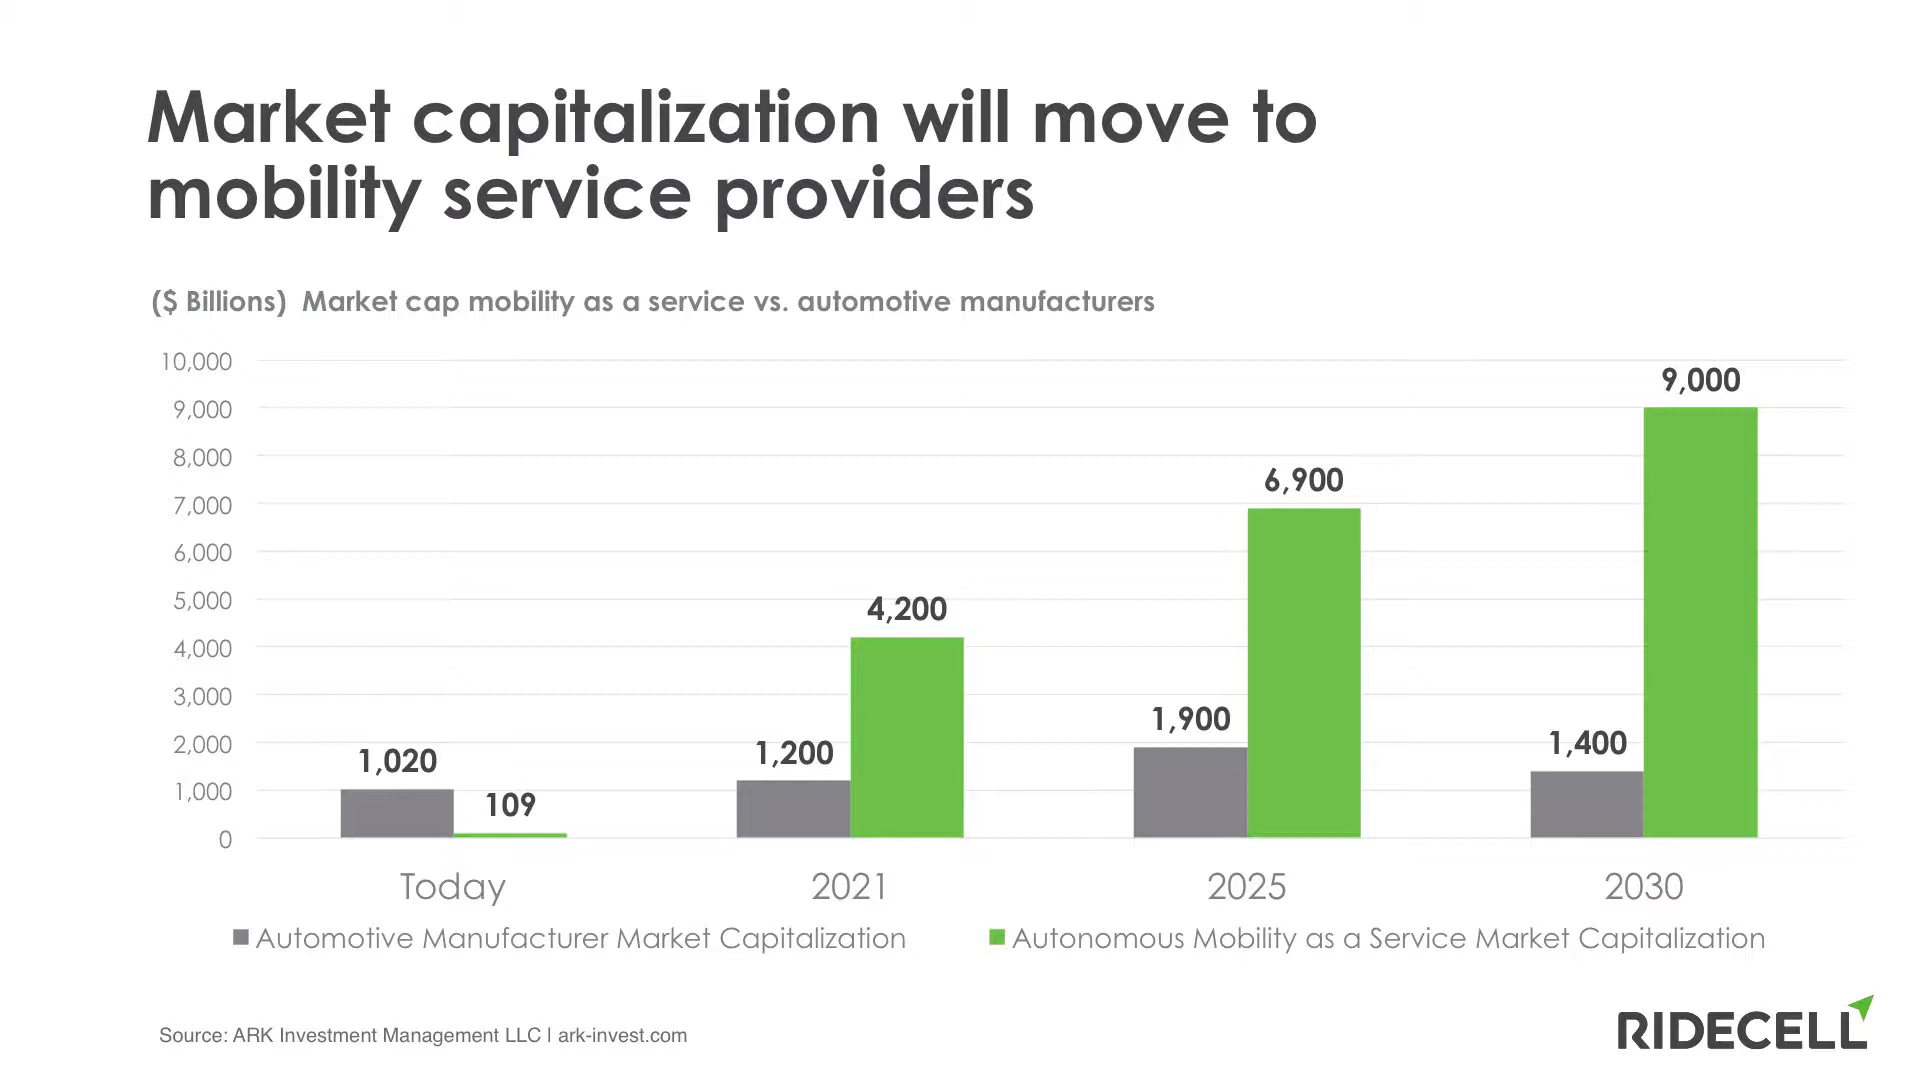 Market capitalization will move to
mobility service providers
($ Billions) Market cap mobility as a service vs. automotive manufacturers
10,000
9,000
8,000
7,000
6,000
5,000
4,000
3,000
2,000
1,000
0
1,020
109
1,200
4,200
1,900
6,900
1,400
9,000
Today
2021
2025
2030
Automotive Manufacturer Market Capitalization
Autonomous Mobility as a Service Market Capitalization
Source: ARK Investment Management LLC | ark-invest.com
RIDECELL